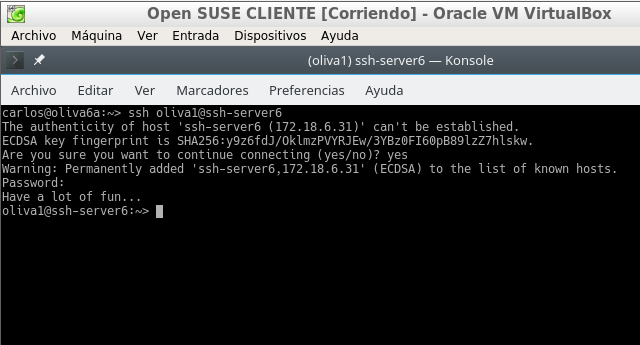 Open SUSE CLIENTE [Corriendo] - Oracle VM VirtualBox
Archivo Máquina Ver Entrada Dispositivos Ayuda
(oliva1) ssh-server6 — Konsole
Archivo Editar Ver Marcadores Preferencias Ayuda
carlos@oliva6a:~> ssh oliva1@ssh-server6
The authenticity of host 'ssh-server6 (172.18.6.31)' can't be established.
ECDSA key fingerprint is SHA256:y9z6fdJ/OklmzPVYRJEw/3YBz0FI60pB89lzZ7hlskw.
Are you sure you want to continue connecting (yes/no)? yes
Warning: Permanently added 'ssh-server6,172.18.6.31' (ECDSA) to the list of known hosts.
Password:
Have a lot of fun...
oliva1@ssh-server6:~>